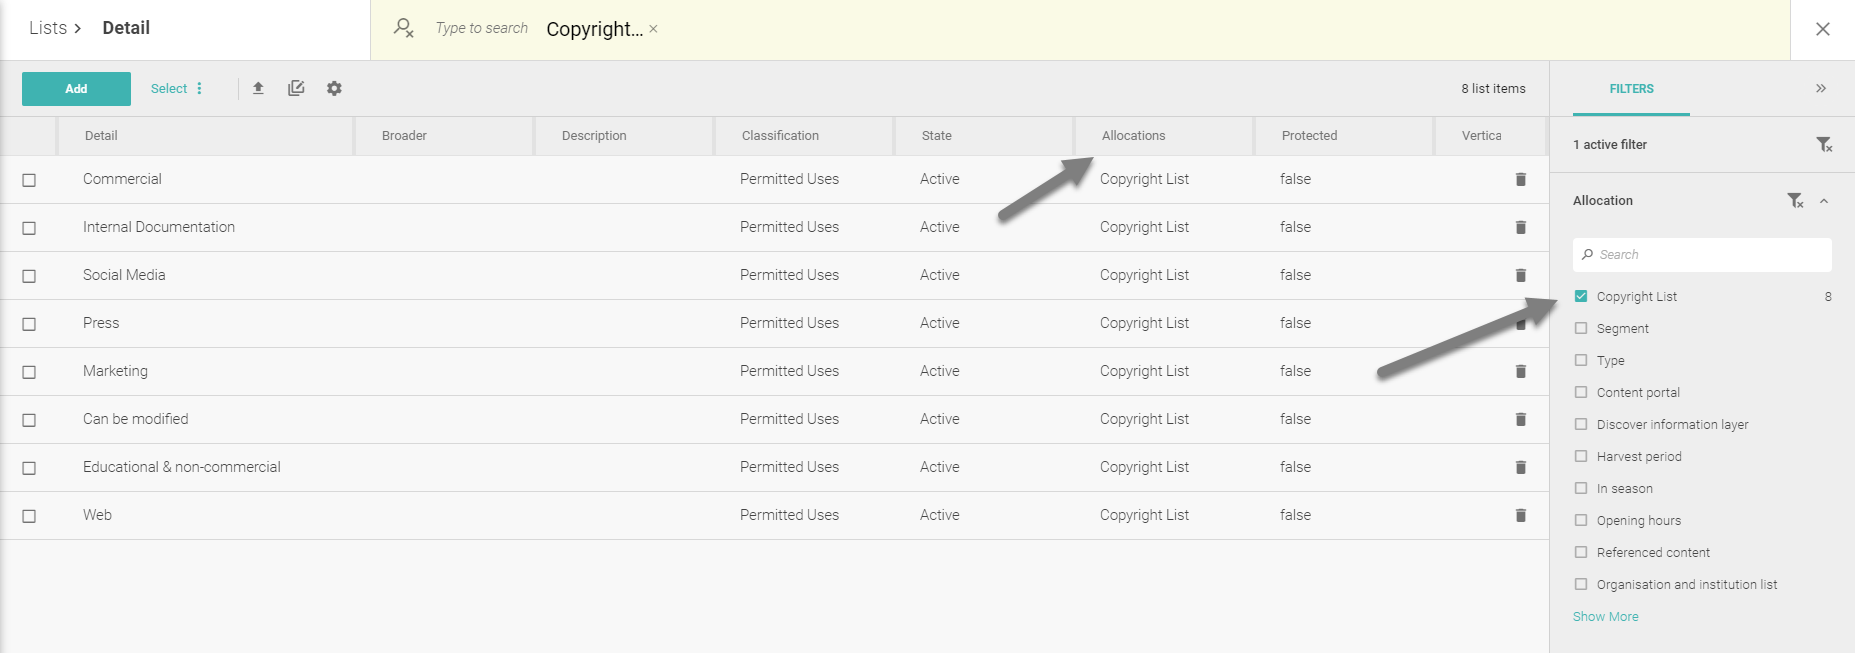 Lists > Detail
Type to search Copyright... ×
Add Select 8 list items FILTERS
Detail Broader Description Classification State Allocations Protected Vertica
Commercial Permitted Uses Active Copyright List false
Internal Documentation Permitted Uses Active Copyright List false
Social Media Permitted Uses Active Copyright List false
Press Permitted Uses Active Copyright List false
Marketing Permitted Uses Active Copyright List false
Can be modified Permitted Uses Active Copyright List false
Educational & non-commercial Permitted Uses Active Copyright List false
Web Permitted Uses Active Copyright List false
1 active filter
Allocation
Search
Copyright List 8
Segment
Type
Content portal
Discover information layer
Harvest period
In season
Opening hours
Referenced content
Organisation and institution list
Show More